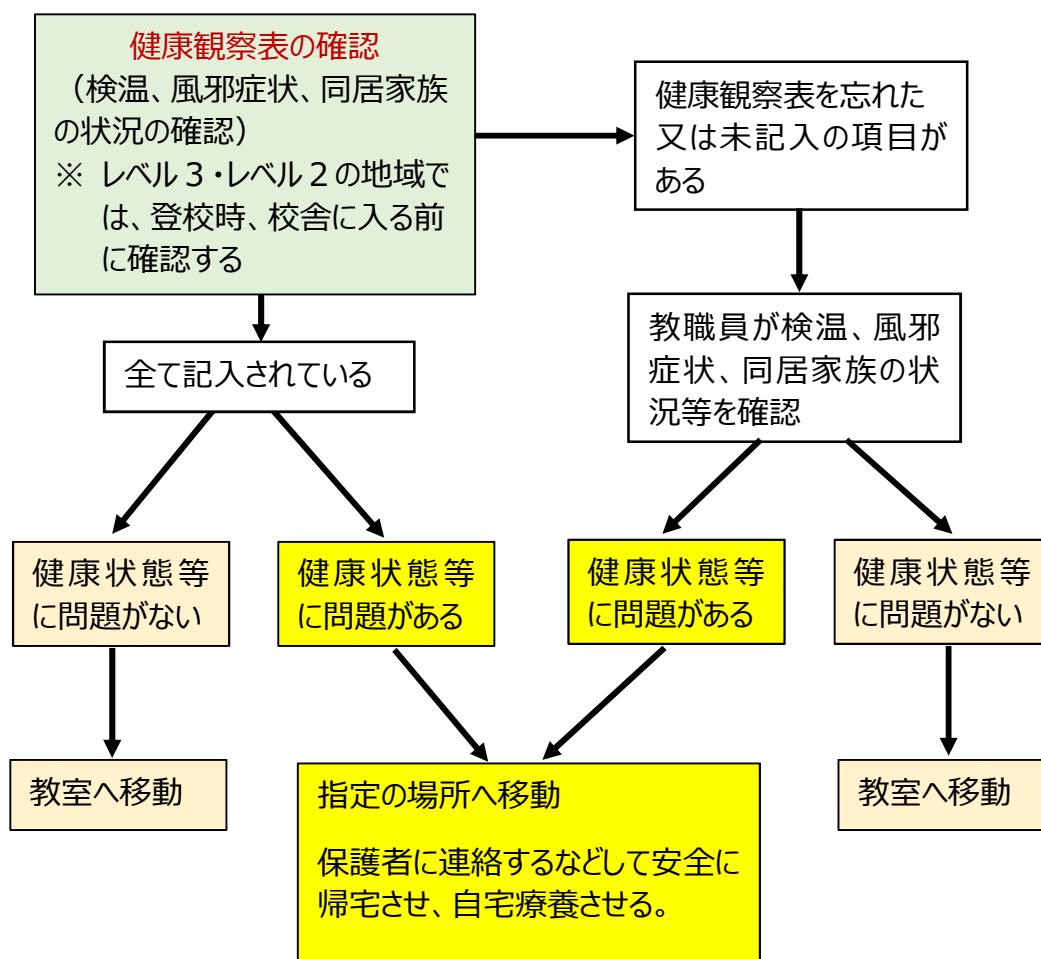 健康観察表の確認
（検温、風邪症状、同居家族
の状況の確認）
※ レベル３・レベル２の地域で
は、登校時、校舎に入る前
に確認する
健康観察表を忘れた
又は未記入の項目が
ある
全て記入されている
教職員が検温、風邪
症状、同居家族の状
況等を確認
健康状態等
に問題がない
健康状態等
に問題がある
健康状態等
に問題がある
健康状態等
に問題がない
教室へ移動
指定の場所へ移動
保護者に連絡するなどして安全に
帰宅させ、自宅療養させる。
教室へ移動